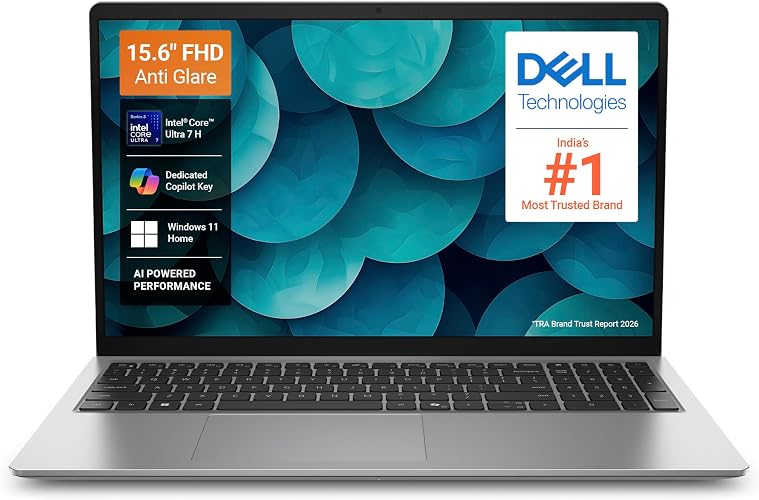 15.6" FHD
Anti Glare
Series 3
intel
CORE
ULTRA 7
Intel® Core™
Ultra 7 H
Dedicated
Copilot Key
Windows 11
Home
AI POWERED
PERFORMANCE
DELL
Technologies
India's
#1
Most Trusted Brand
*TRA Brand Trust Report 2026